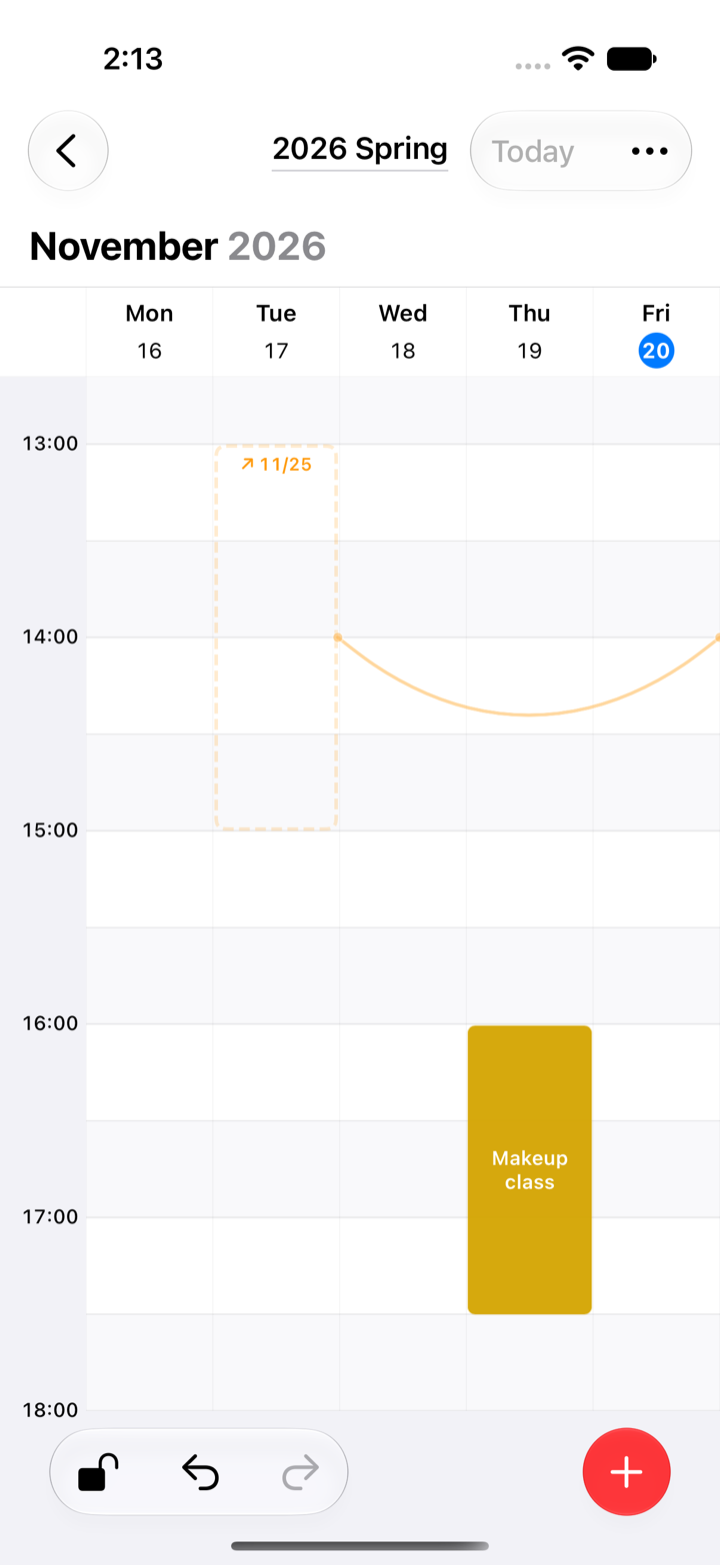 2:13
2026 Spring
Today
November 2026
Mon
Tue
Wed
Thu
Fri
16
17
18
19
20
13:00
11/25
14:00
15:00
16:00
Makeup
class
17:00
18:00